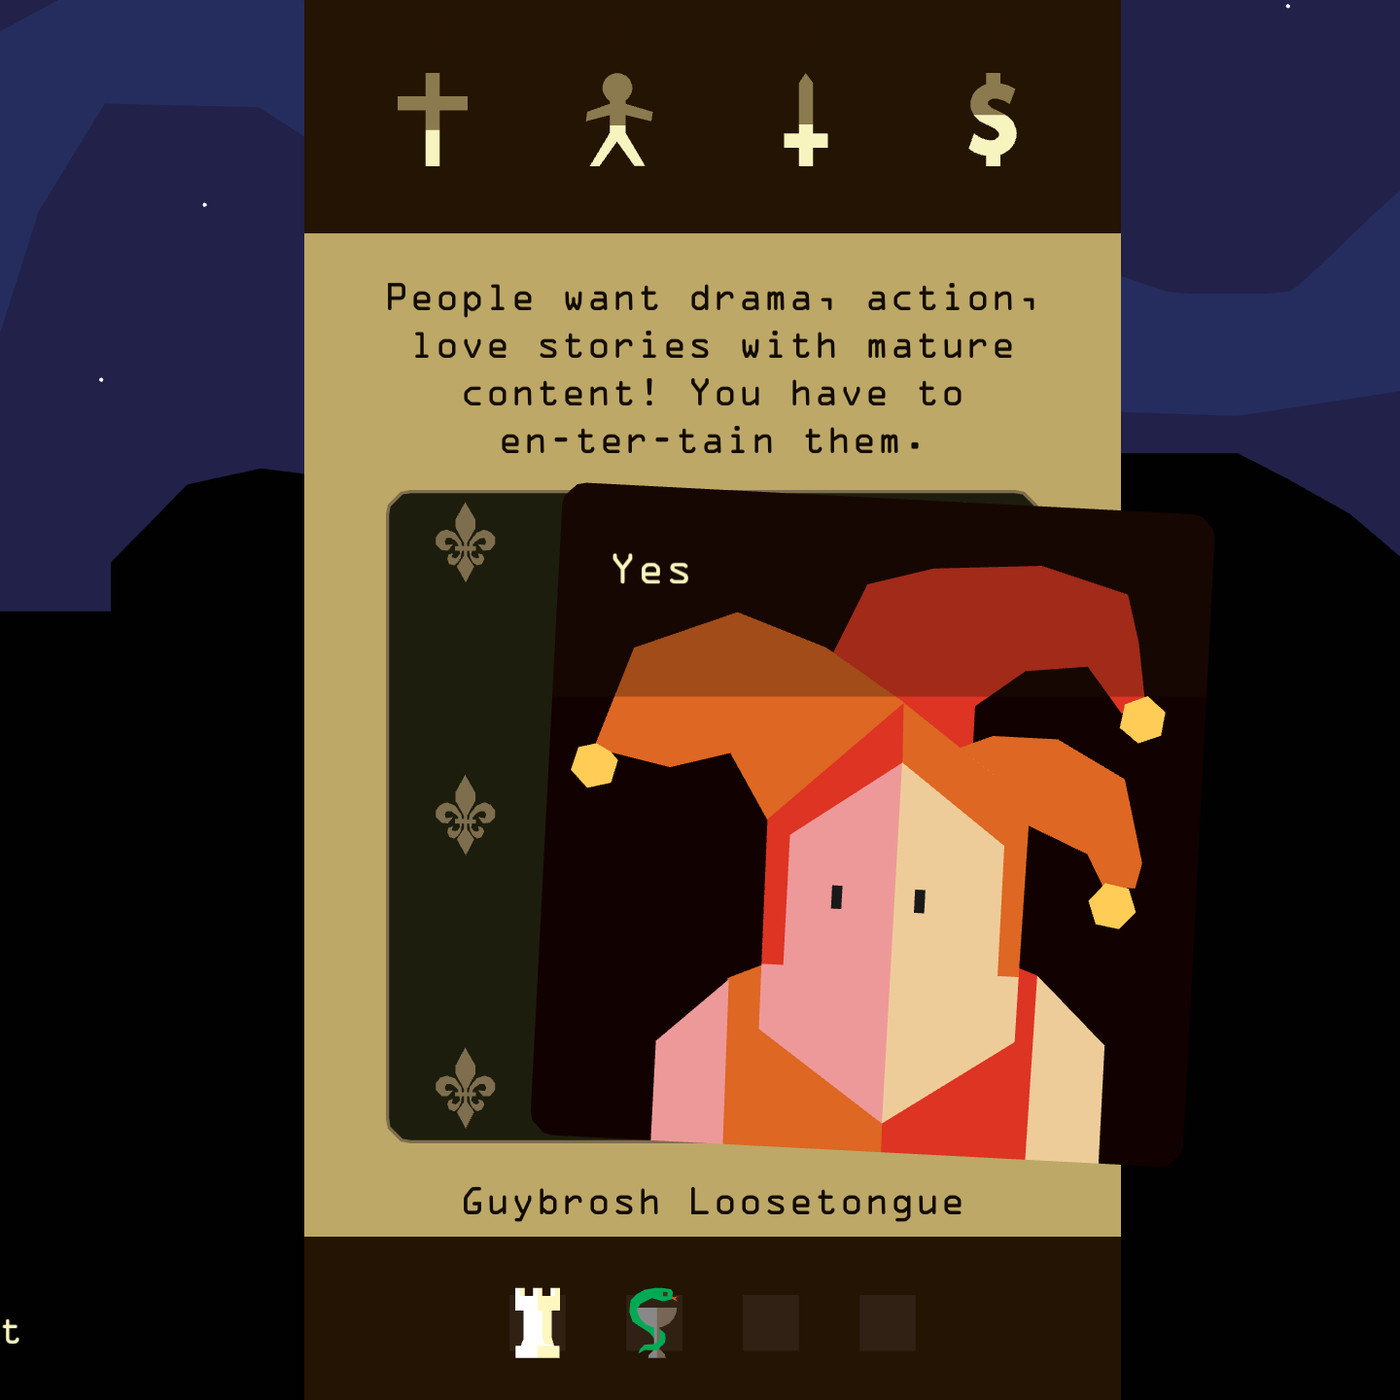 People want drama, action,
love stories with mature
content! You have to
en-ter-tain them.
Yes
Guybrosh Loosetongue
t